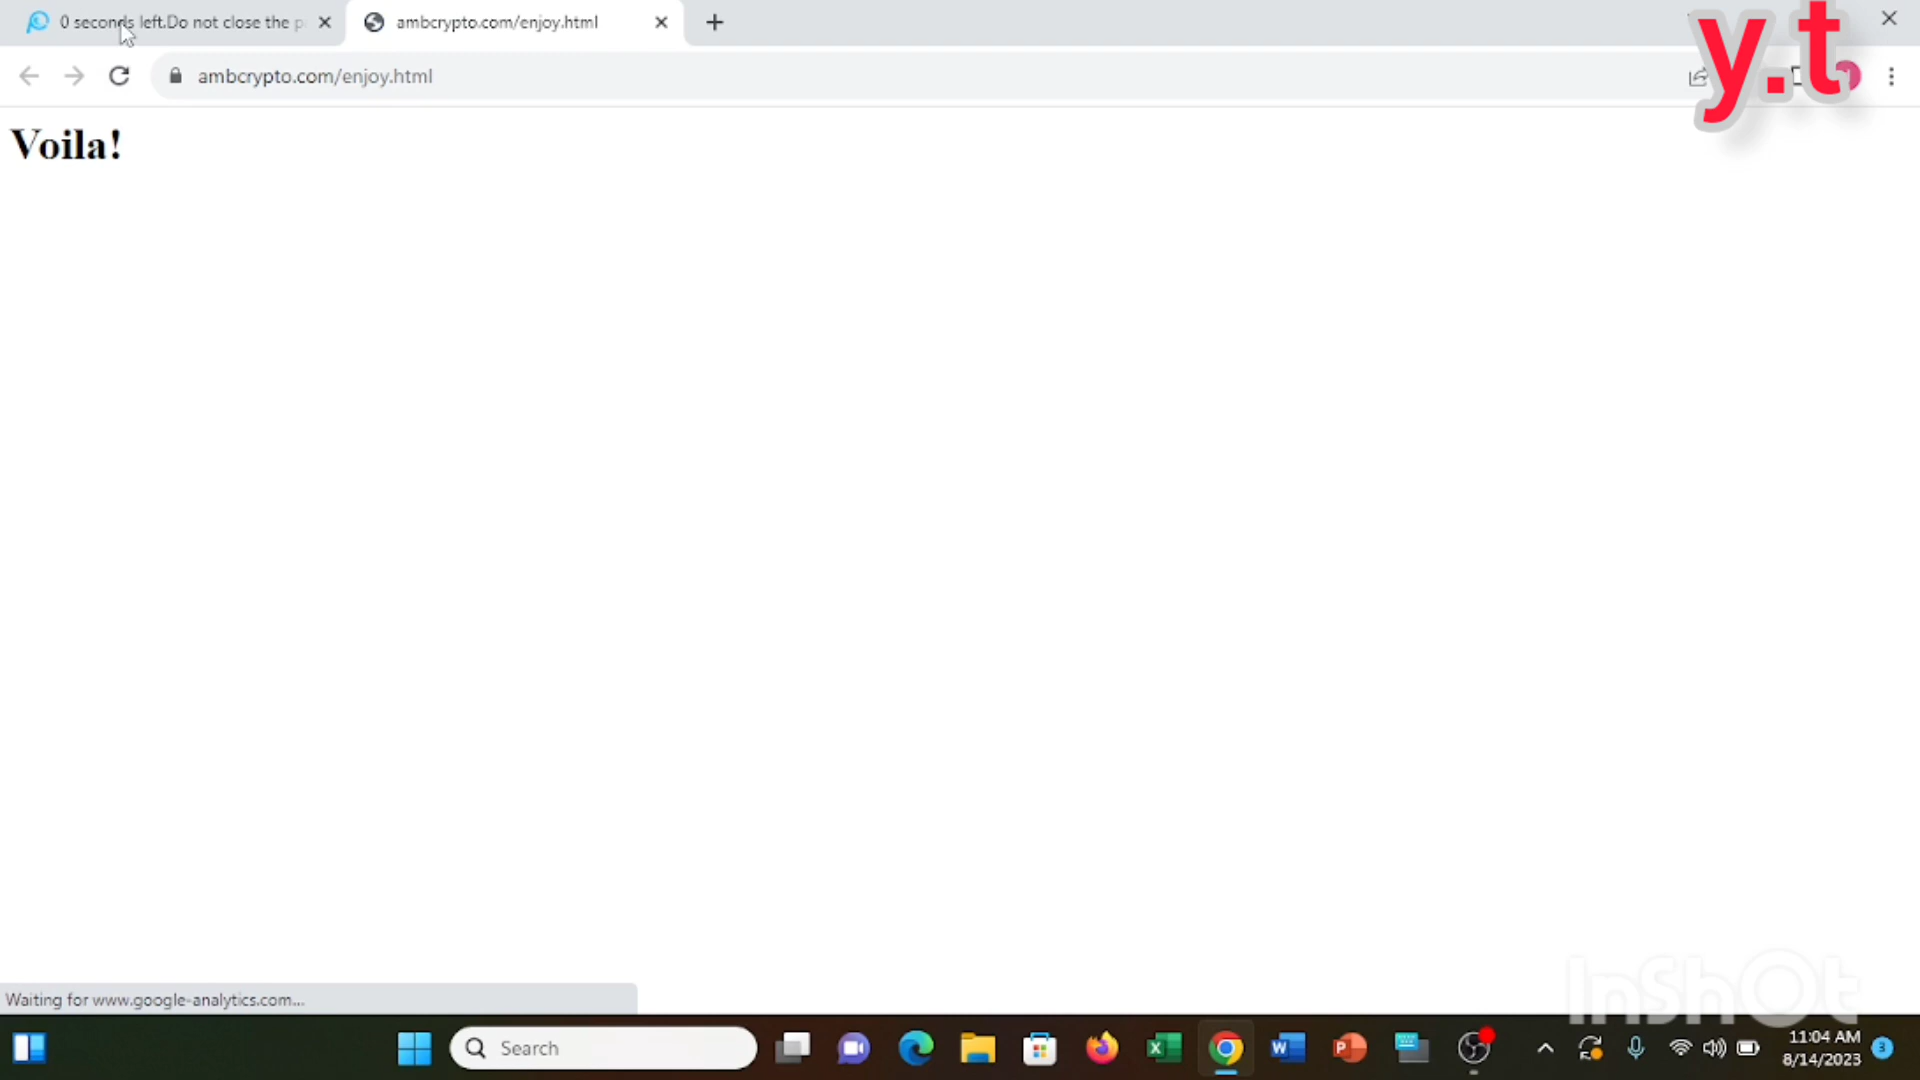 0 seconds left.Do not close the p
ambcrypto.com/enjoy.html
ambcrypto.com/enjoy.html
y.t
Voila!
InShOt
Waiting for www.google-analytics.com...
Search
11:04 AM
8/14/2023
3